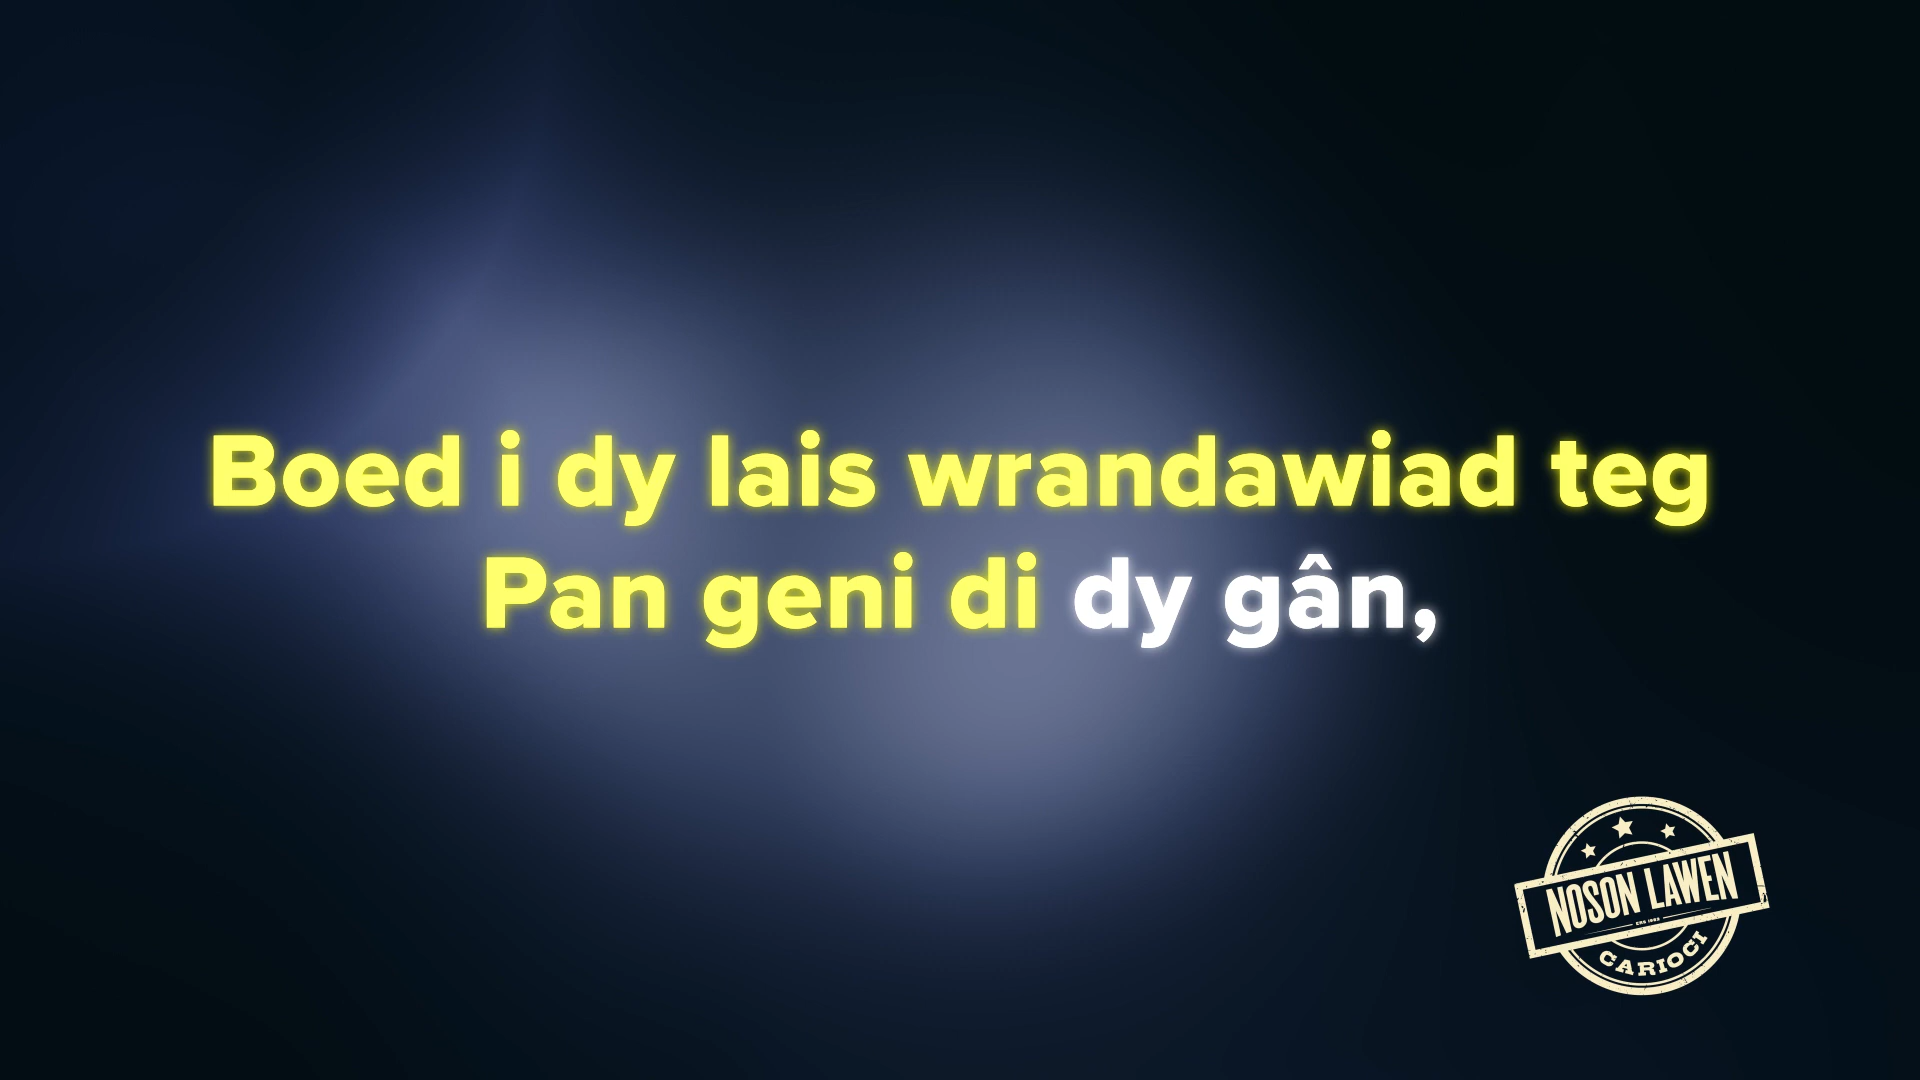 Boed i dy lais wrandawiad teg
Pan geni di dy gân,
NOSON LAWEN
CARIOCI